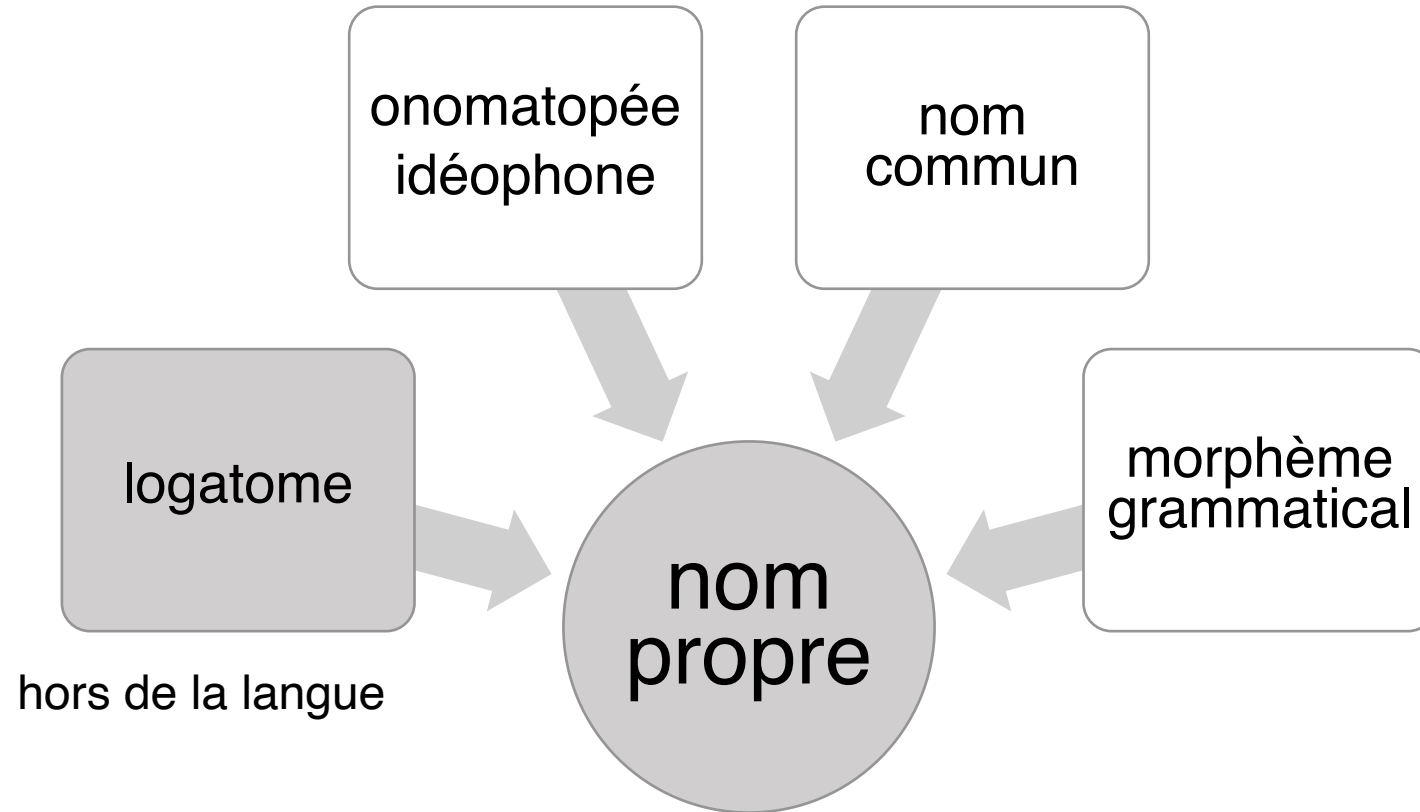 onomatopée
idéophone
nom
commun
logatome
morphème
grammatical
nom
propre
hors de la langue